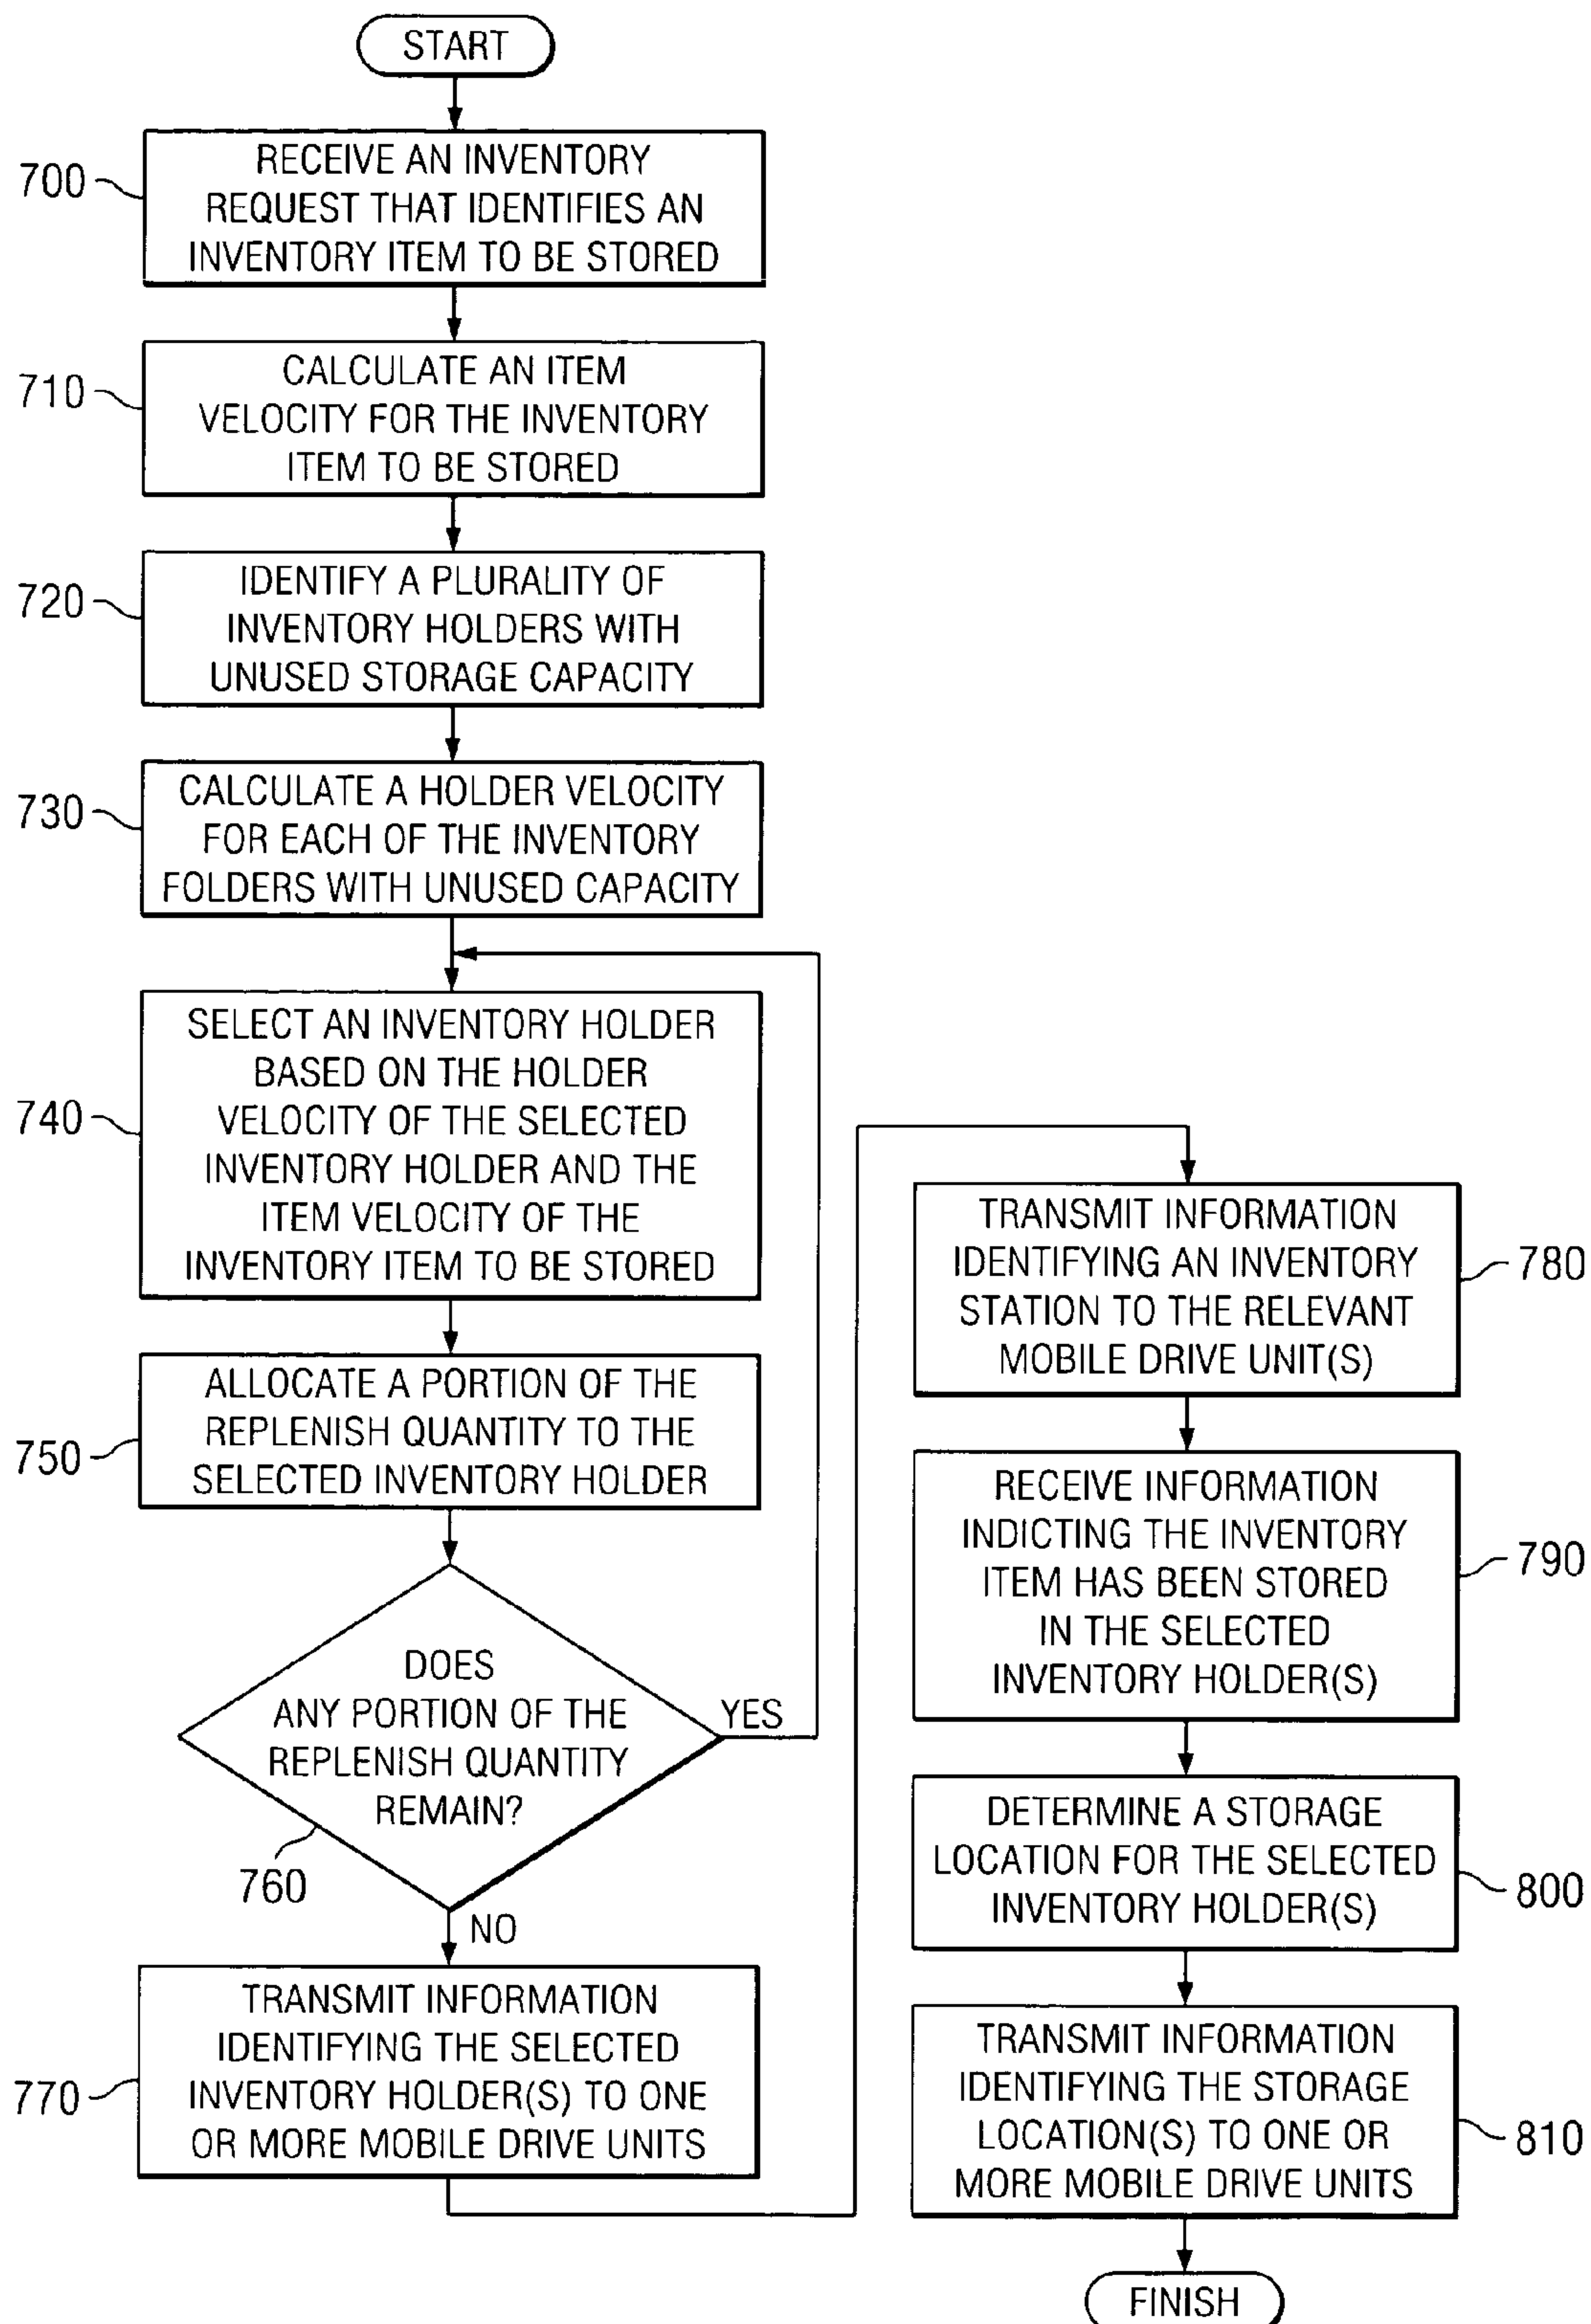 START
700
RECEIVE AN INVENTORY
REQUEST THAT IDENTIFIES AN
INVENTORY ITEM TO BE STORED
710
CALCULATE AN ITEM
VELOCITY FOR THE INVENTORY
ITEM TO BE STORED
720
IDENTIFY A PLURALITY OF
INVENTORY HOLDERS WITH
UNUSED STORAGE CAPACITY
730
CALCULATE A HOLDER VELOCITY
FOR EACH OF THE INVENTORY
FOLDERS WITH UNUSED CAPACITY
740
SELECT AN INVENTORY HOLDER
BASED ON THE HOLDER
VELOCITY OF THE SELECTED
INVENTORY HOLDER AND THE
ITEM VELOCITY OF THE
INVENTORY ITEM TO BE STORED
750
ALLOCATE A PORTION OF THE
REPLENISH QUANTITY TO THE
SELECTED INVENTORY HOLDER
DOES
ANY PORTION OF THE
REPLENISH QUANTITY
REMAIN?
YES
760
NO
770
TRANSMIT INFORMATION
IDENTIFYING THE SELECTED
INVENTORY HOLDER(S) TO ONE
OR MORE MOBILE DRIVE UNITS
TRANSMIT INFORMATION
IDENTIFYING AN INVENTORY
STATION TO THE RELEVANT
MOBILE DRIVE UNIT(S)
780
RECEIVE INFORMATION
INDICTING THE INVENTORY
ITEM HAS BEEN STORED
IN THE SELECTED
INVENTORY HOLDER(S)
790
DETERMINE A STORAGE
LOCATION FOR THE SELECTED
INVENTORY HOLDER(S)
800
TRANSMIT INFORMATION
IDENTIFYING THE STORAGE
LOCATION(S) TO ONE OR
MORE MOBILE DRIVE UNITS
810
FINISH